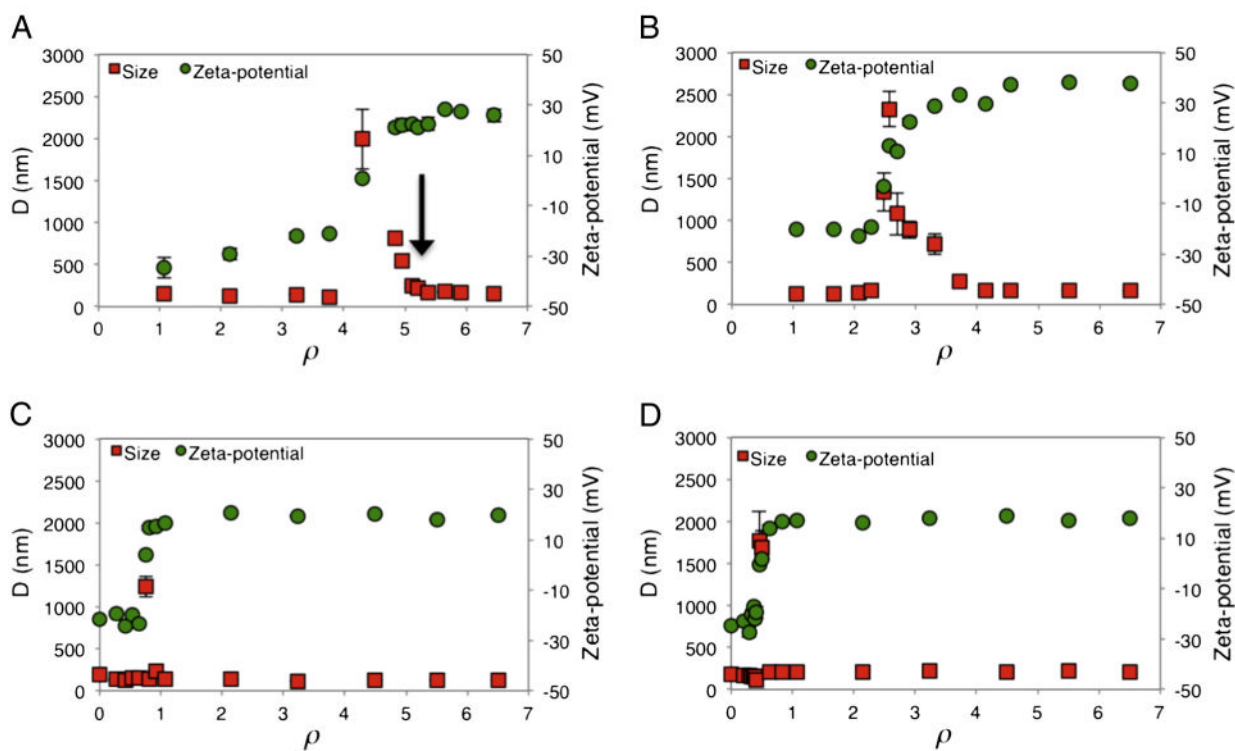 A
Size Zeta-potential
3000
2500
2000
1500
1000
500
0
D (nm)
50
30
10
-10
-30
-50
Zeta-potential (mV)
0 1 2 3 4 5 6 7
ρ
B
Size Zeta-potential
3000
2500
2000
1500
1000
500
0
D (nm)
50
30
10
-10
-30
-50
Zeta-potential (mV)
0 1 2 3 4 5 6 7
ρ
C
Size Zeta-potential
3000
2500
2000
1500
1000
500
0
D (nm)
50
30
10
-10
-30
-50
Zeta-potential (mV)
0 1 2 3 4 5 6 7
ρ
D
Size Zeta-potential
3000
2500
2000
1500
1000
500
0
D (nm)
50
30
10
-10
-30
-50
Zeta-potential (mV)
0 1 2 3 4 5 6 7
ρ